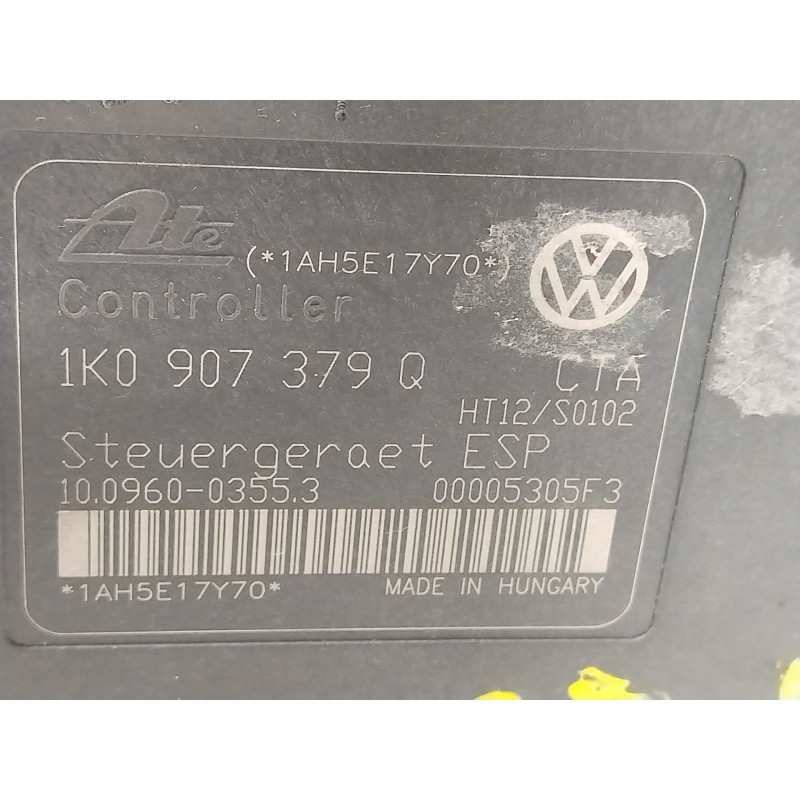 Ate
(*1AH5E17Y70*)
Controller
1K0 907 379 Q CTA
HT12/S0102
Steuergeraet ESP
10.0960-0355.3 00005305F3
*1AH5E17Y70* MADE IN HUNGARY